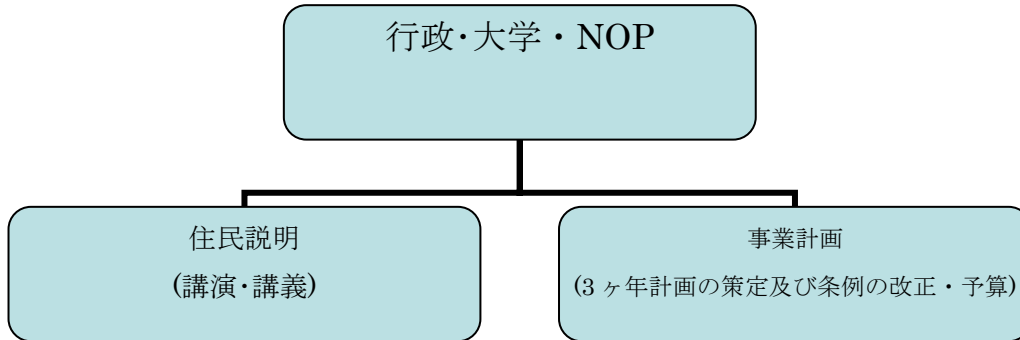 行政･大学・NOP
住民説明
(講演･講義)
事業計画
(3 ヶ年計画の策定及び条例の改正・予算)